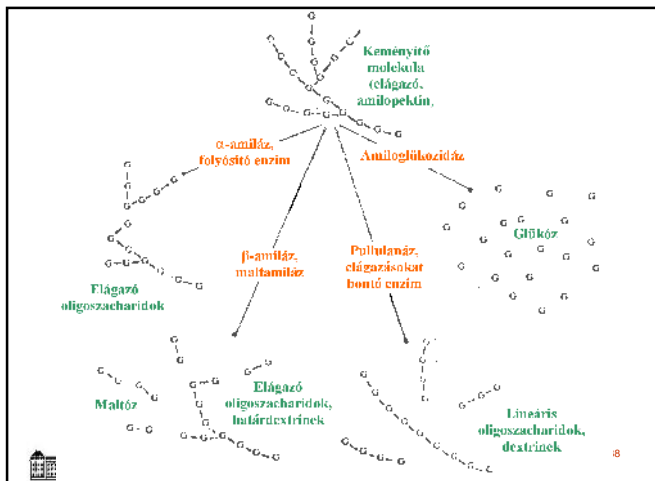 Keményítő
molekula
(elágazó,
amilopektin,
α-amiláz,
folyósító enzim
Amiloglükozidáz
Glükóz
β-amiláz,
maltamiláz
Pullulanáz,
elágazásokat
bontó enzim
Elágazó
oligoszacharidok
Maltóz
Elágazó
oligoszacharidok,
határdextrinek
Lineáris
oligoszacharidok,
dextrinek